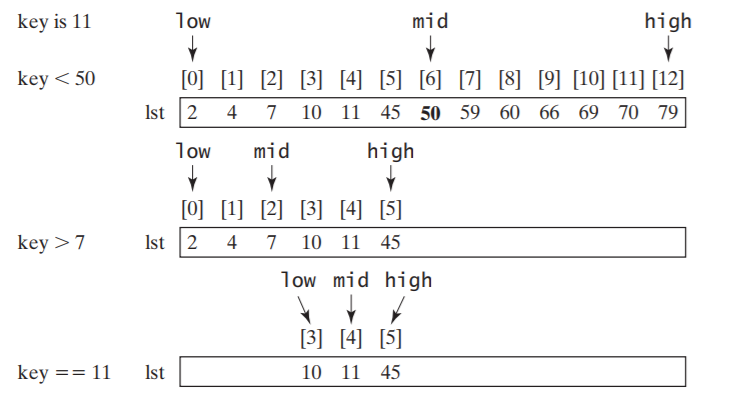 key is 11 low mid high
key < 50 [0] [1] [2] [3] [4] [5] [6] [7] [8] [9] [10] [11] [12]
lst 2 4 7 10 11 45 50 59 60 66 69 70 79
low mid high
[0] [1] [2] [3] [4] [5]
key > 7 lst 2 4 7 10 11 45
low mid high
[3] [4] [5]
key == 11 lst 10 11 45